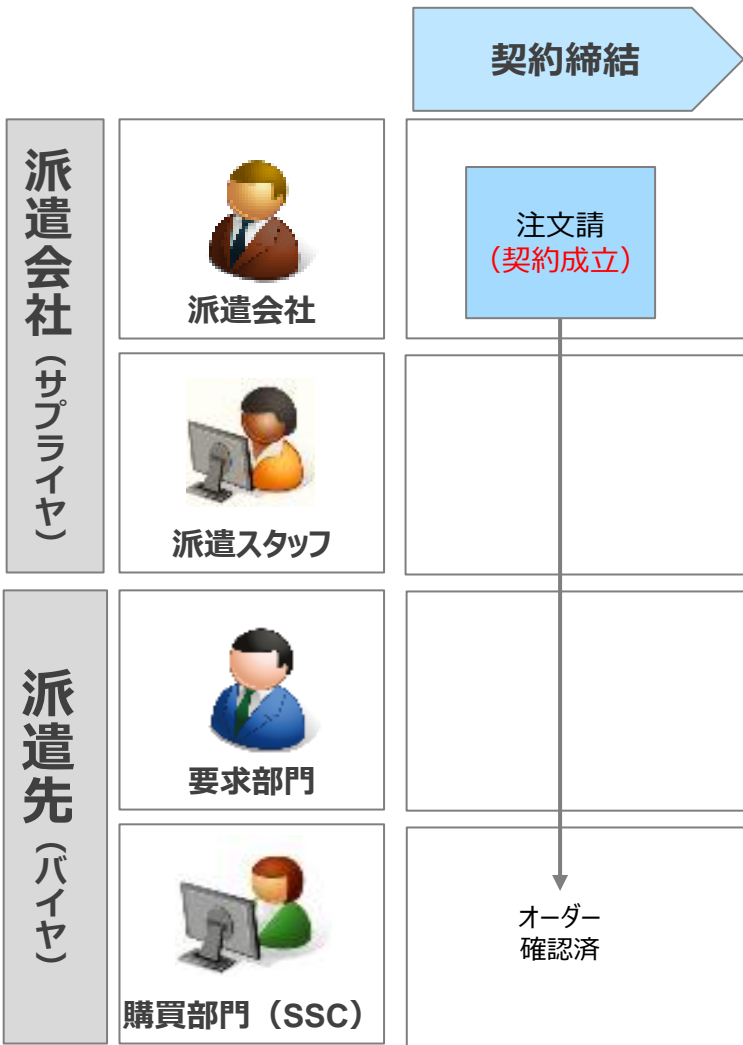 契約締結
派遣会社（サプライヤ）
派遣会社
注文請
（契約成立）
派遣スタッフ
派遣先（バイヤ）
要求部門
購買部門（SSC）
オーダー
確認済